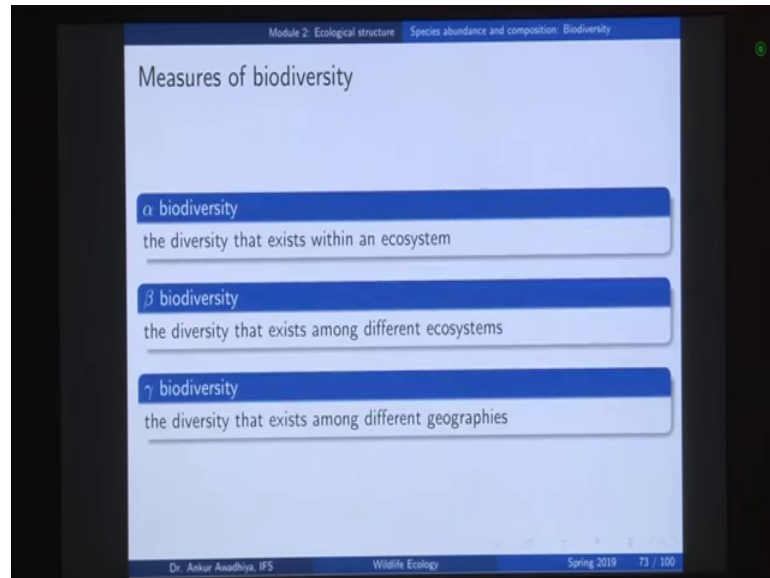 Module 2: Ecological structure Species abundance and composition: Biodiversity
Measures of biodiversity
α biodiversity
the diversity that exists within an ecosystem
β biodiversity
the diversity that exists among different ecosystems
γ biodiversity
the diversity that exists among different geographies
Dr. Ankur Awadhiya, IFS Wildlife Ecology Spring 2019 73 / 100